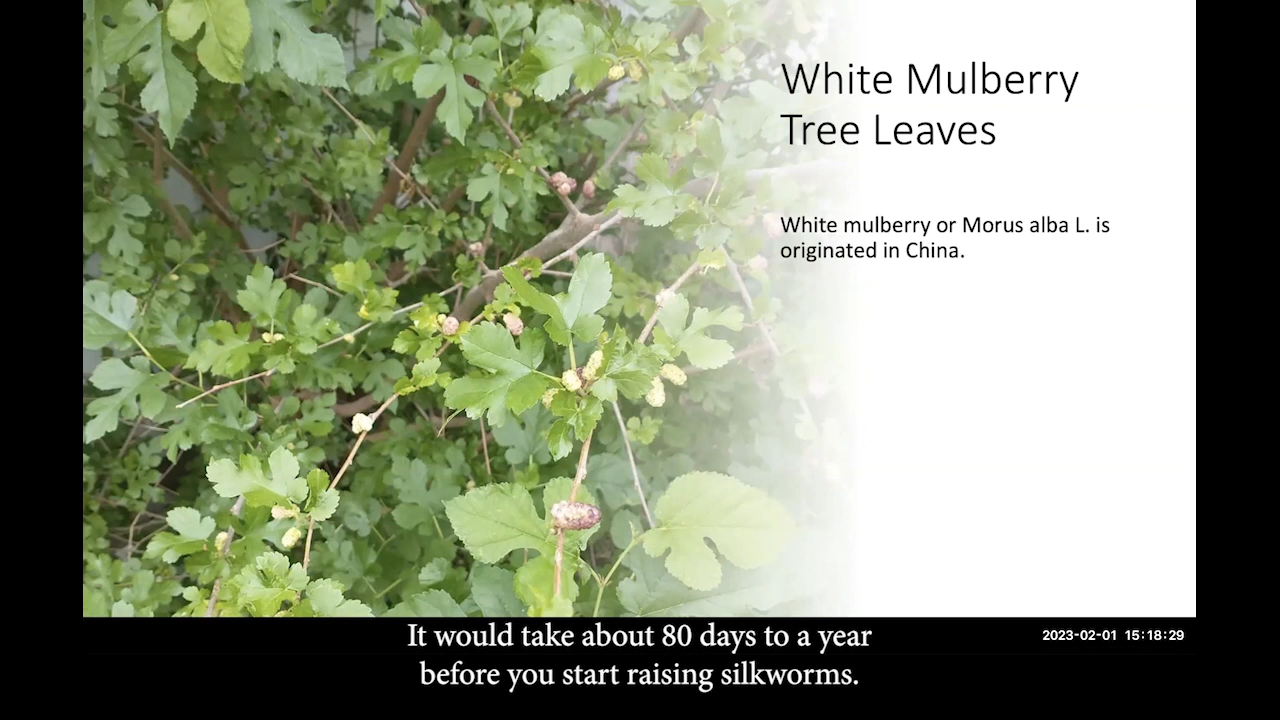 White Mulberry
Tree Leaves
White mulberry or Morus alba L. is
originated in China.
It would take about 80 days to a year
before you start raising silkworms.
2023-02-01 15:18:29